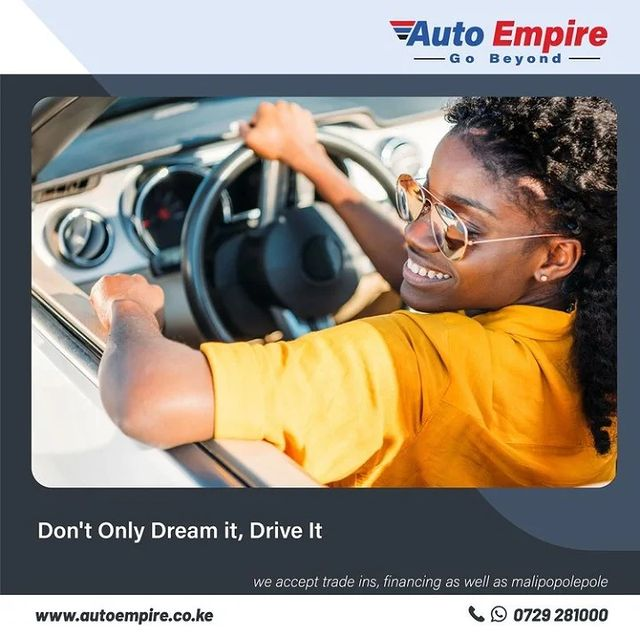 Auto Empire
Go Beyond
Don't Only Dream it, Drive It
we accept trade ins, financing as well as malipopolepole
www.autoempire.co.ke
0729 281000